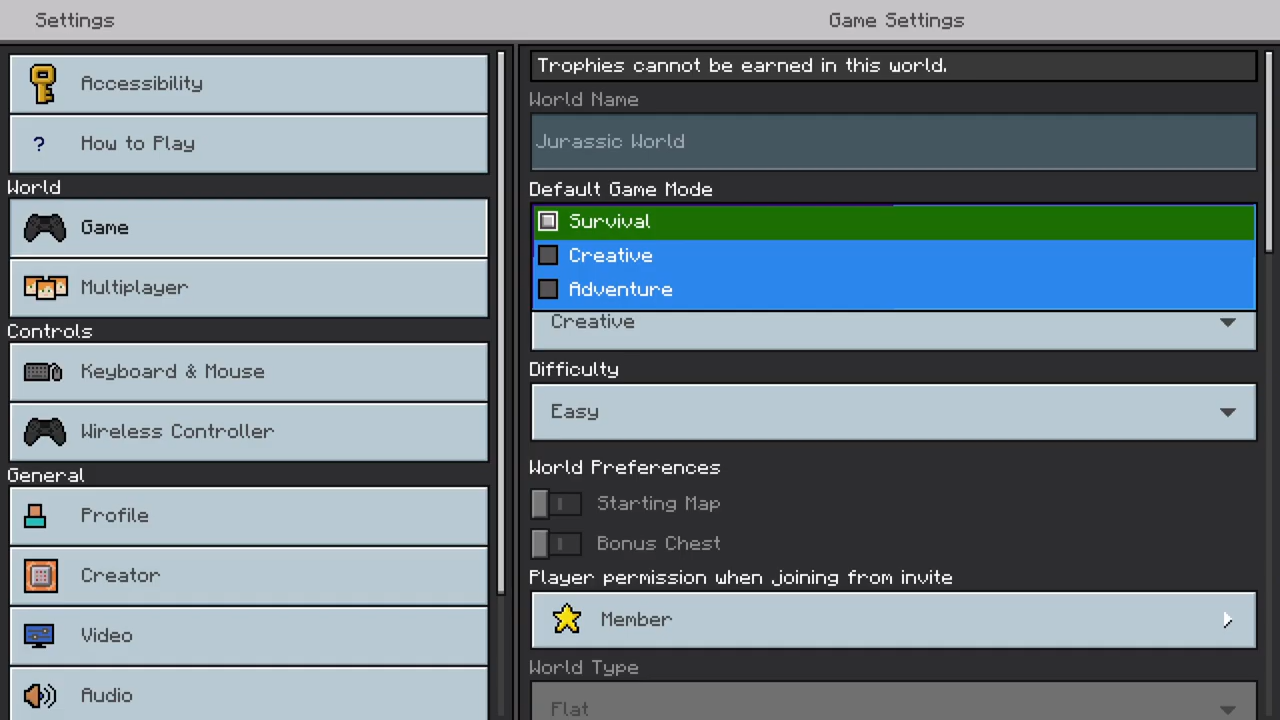 Settings
Game Settings
Accessibility
? How to Play
World
Game
Multiplayer
Controls
Keyboard & Mouse
Wireless Controller
General
Profile
Creator
Video
Audio
Trophies cannot be earned in this world.
World Name
Jurassic World
Default Game Mode
Survival
Creative
Adventure
Creative
Difficulty
Easy
World Preferences
Starting Map
Bonus Chest
Player permission when joining from invite
Member
World Type
Flat